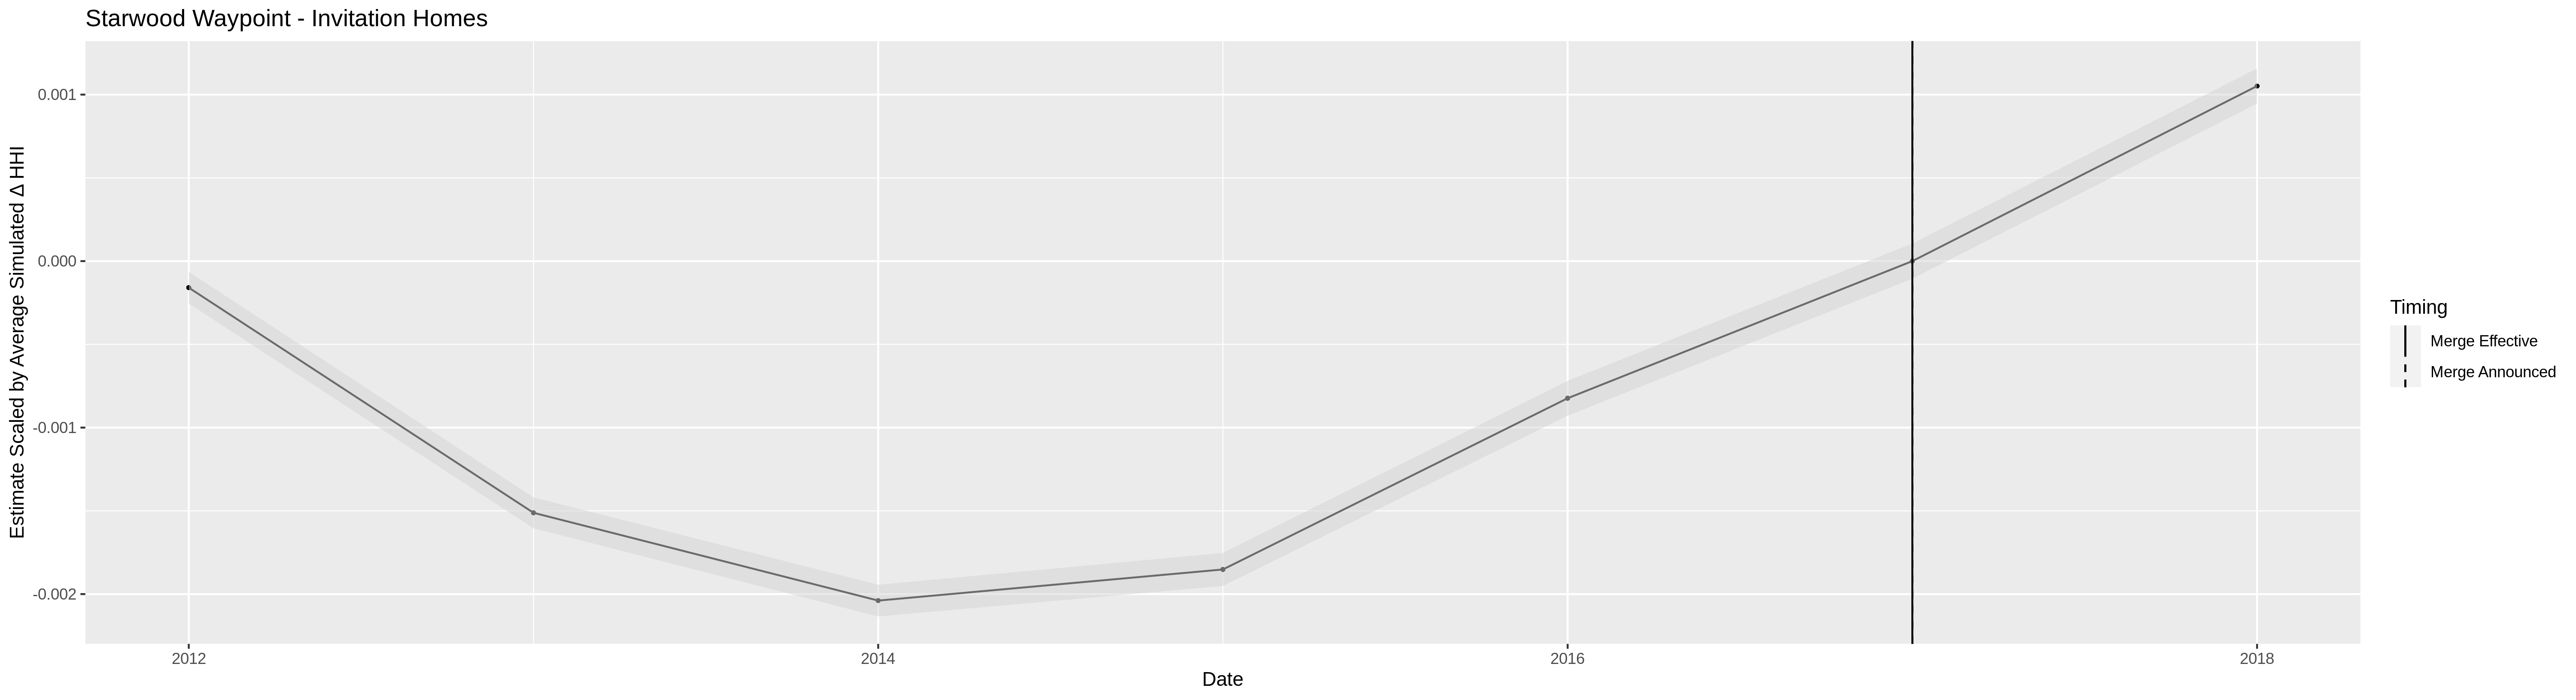 Starwood Waypoint - Invitation Homes
Estimate Scaled by Average Simulated Δ HHI
0.001
0.000
-0.001
-0.002
2012
2014
2016
2018
Date
Timing
Merge Effective
Merge Announced